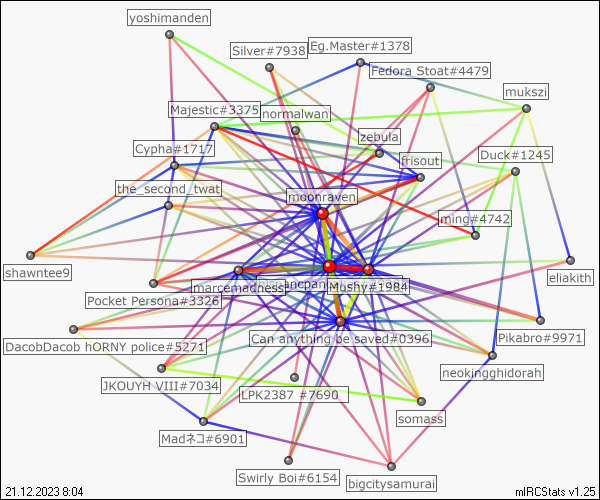 yoshimanden
Silver#7938
Eg.Master#1378
Fedora Stoat#4479
mukszi
Majestic#3375
normalwan
zebula
Cypha#1717
frisout
Duck#1245
the_second_twat
moonraven
ming#4742
shawntee9
marcemadness
Mushy#1984
eliakith
Pocket Persona#3326
DacobDacob HORNY police#5271
Can anything be saved#0396
Pikabro#9971
neokingghidorah
JKOUYH VIII#7034
LPK2387 #7690
somass
Madネコ#6901
Swirly Boi#6154
bigcitysamurai
21.12.2023 8:04
mIRCStats v1.25